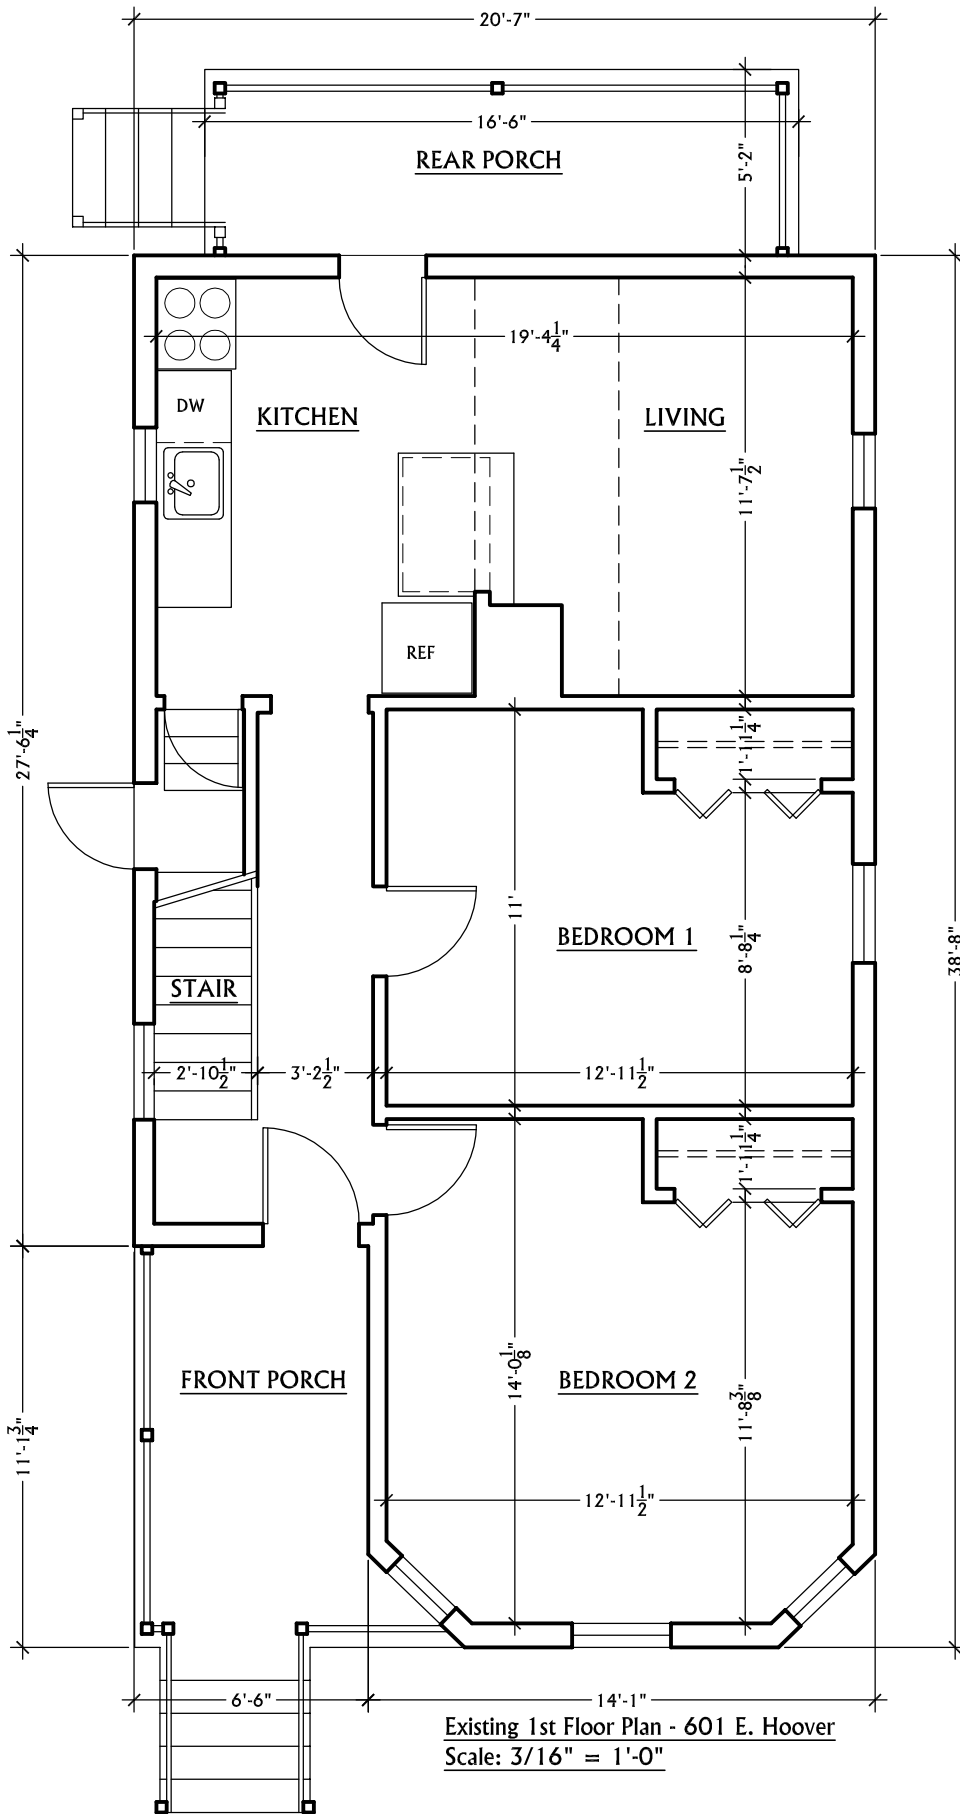 20'-7"
16'-6"
REAR PORCH
5'-2"
19'-4 1/4"
DW
KITCHEN
LIVING
11'-7 1/2"
REF
27'-6 1/4"
1'-11 1/4"
11'
BEDROOM 1
8'-8 1/4"
38'-8"
STAIR
2'-10 1/2"
3'-2 1/2"
12'-11 1/2"
1'-11 1/4"
14'-0 1/8"
FRONT PORCH
BEDROOM 2
11'-8 3/8"
11'-1 3/4"
12'-11 1/2"
6'-6"
14'-1"
Existing 1st Floor Plan - 601 E. Hoover
Scale: 3/16" = 1'-0"